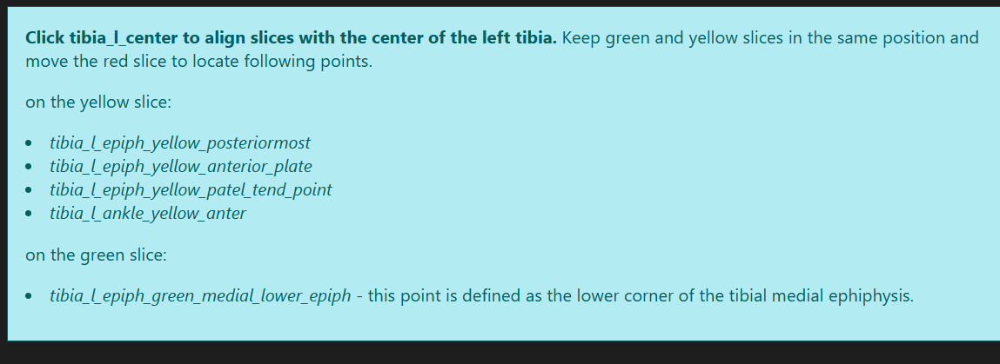 Click tibia_l_center to align slices with the center of the left tibia. Keep green and yellow slices in the same position and
move the red slice to locate following points.
on the yellow slice:
• tibia_l_epiph_yellow_posteriormost
• tibia_l_epiph_yellow_anterior_plate
• tibia_l_epiph_yellow_patel_tend_point
• tibia_l_ankle_yellow_anter
on the green slice:
• tibia_l_epiph_green_medial_lower_epiph - this point is defined as the lower corner of the tibial medial ephiphysis.